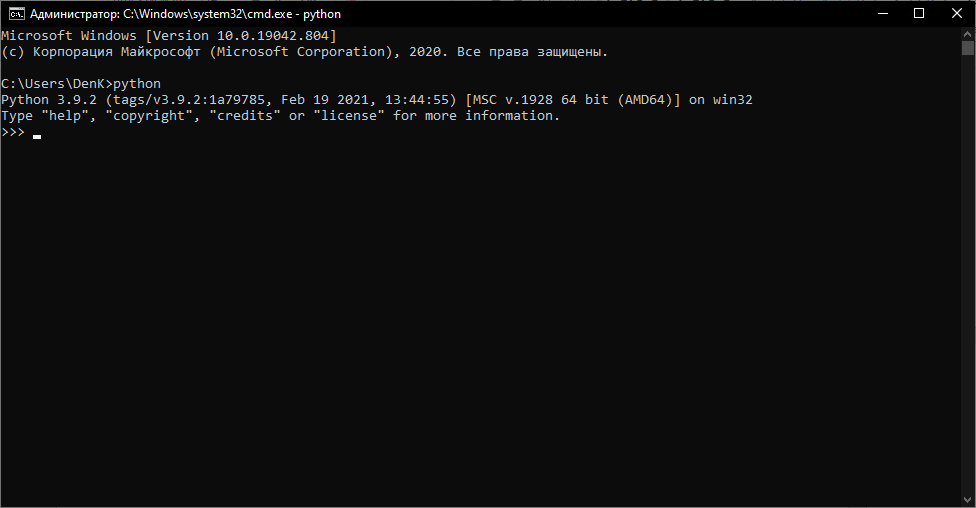 Администратор: C:\Windows\system32\cmd.exe - python
Microsoft Windows [Version 10.0.19042.804]
(c) Корпорация Майкрософт (Microsoft Corporation), 2020. Все права защищены.
C:\Users\DenK>python
Python 3.9.2 (tags/v3.9.2:1a79785, Feb 19 2021, 13:44:55) [MSC v.1928 64 bit (AMD64)] on win32
Type "help", "copyright", "credits" or "license" for more information.
>>>